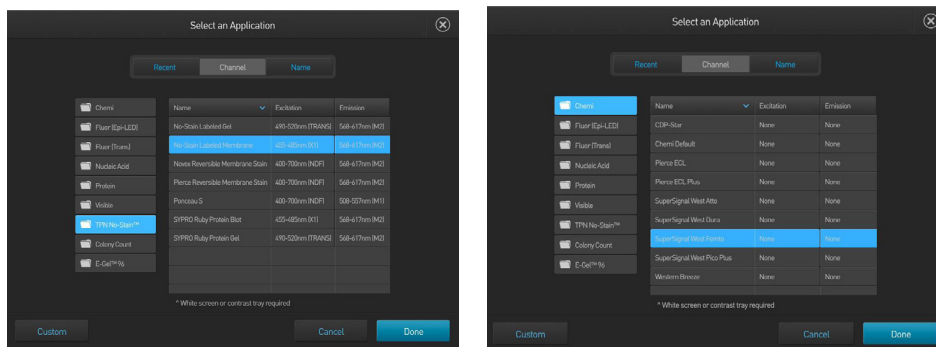 Select an Application
Recent Channel Name
Chemi
Fluor (Epi-LED)
Fluor (Trans)
Nucleic Acid
Protein
Visible
TPN No-Stain™
Colony Count
E-Gel™ 96
Name Excitation Emission
No-Stain Labeled Gel 490-520nm (TRANS) 568-617nm (M2)
No-Stain Labeled Membrane 455-485nm (X1) 568-617nm (M2)
Novex Reversible Membrane Stain 400-700nm (NDF) 568-617nm (M2)
Pierce Reversible Membrane Stain 400-700nm (NDF) 568-617nm (M2)
Ponceau S 400-700nm (NDF) 508-557nm (M1)
SYPRO Ruby Protein Blot 455-485nm (X1) 568-617nm (M2)
SYPRO Ruby Protein Gel 490-520nm (TRANS) 568-617nm (M2)
* White screen or contrast tray required
Custom Cancel Done
Select an Application
Recent Channel Name
Chemi
Fluor (Epi-LED)
Fluor (Trans)
Nucleic Acid
Protein
Visible
TPN No-Stain™
Colony Count
E-Gel™ 96
Name Excitation Emission
CDP-Star None None
Chemi Default None None
Pierce ECL None None
Pierce ECL Plus None None
SuperSignal West Atto None None
SuperSignal West Dura None None
SuperSignal West Femto None None
SuperSignal West Pico Plus None None
Western Breeze None None
* White screen or contrast tray required
Custom Cancel Done